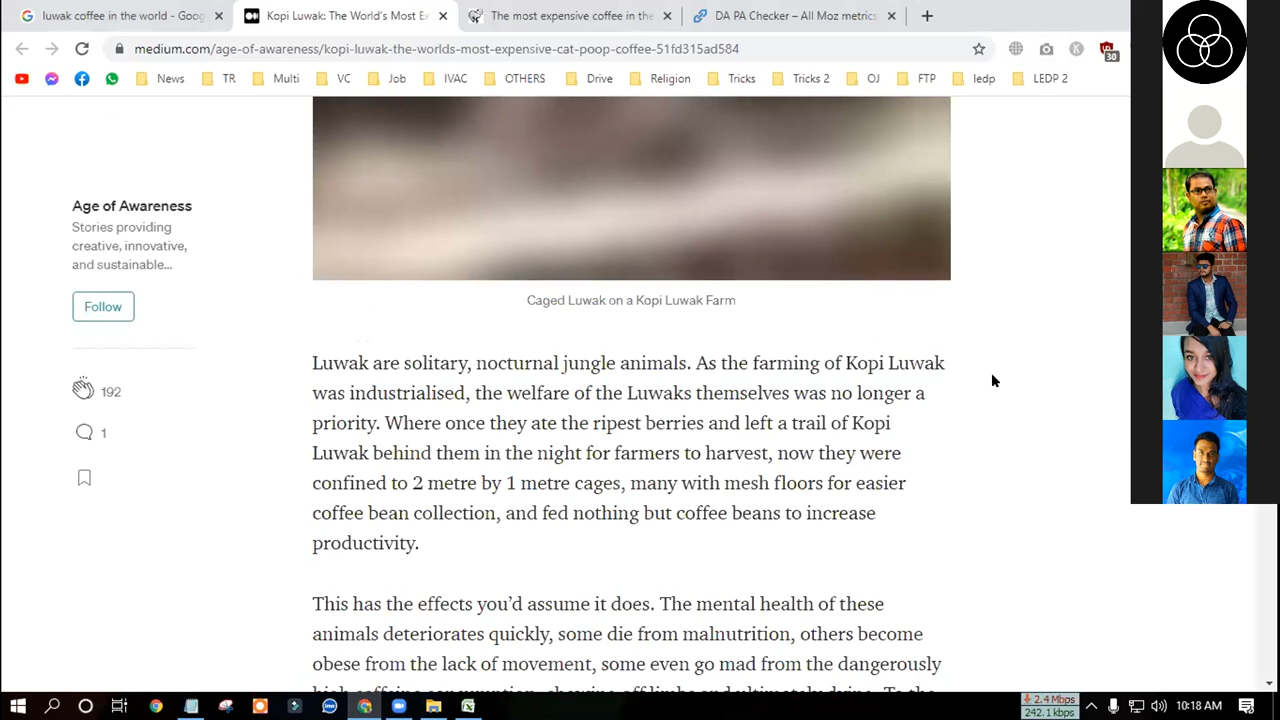 luwak coffee in the world - Goog
Kopi Luwak: The World's Most Ex
The most expensive coffee in the
DA PA Checker – All Moz metrics
medium.com/age-of-awareness/kopi-luwak-the-worlds-most-expensive-cat-poop-coffee-51fd315ad584
30
News
TR
Multi
VC
Job
IVAC
OTHERS
Drive
Religion
Tricks
Tricks 2
OJ
FTP
ledp
LEDP 2
Age of Awareness
Stories providing
creative, innovative,
and sustainable...
Follow
192
1
Caged Luwak on a Kopi Luwak Farm
Luwak are solitary, nocturnal jungle animals. As the farming of Kopi Luwak
was industrialised, the welfare of the Luwaks themselves was no longer a
priority. Where once they ate the ripest berries and left a trail of Kopi
Luwak behind them in the night for farmers to harvest, now they were
confined to 2 metre by 1 metre cages, many with mesh floors for easier
coffee bean collection, and fed nothing but coffee beans to increase
productivity.
This has the effects you'd assume it does. The mental health of these
animals deteriorates quickly, some die from malnutrition, others become
obese from the lack of movement, some even go mad from the dangerously
2.4 Mbps
242.1 kbps
10:18 AM